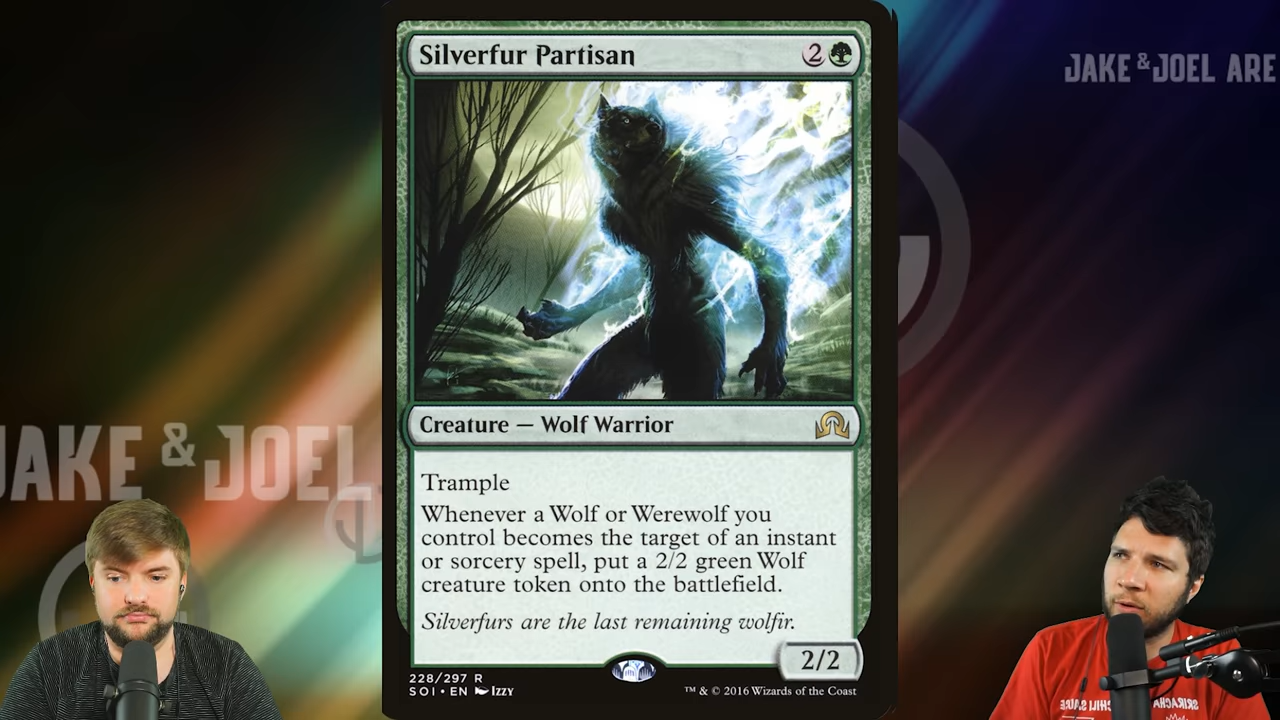 Silverfur Partisan
2
JAKE & JOEL ARE
Creature — Wolf Warrior
Trample
Whenever a Wolf or Werewolf you
control becomes the target of an instant
or sorcery spell, put a 2/2 green Wolf
creature token onto the battlefield.
Silverfurs are the last remaining wolfir.
2/2
228/297 R
SOI • EN Izzy
™ & © 2016 Wizards of the Coast
JAKE & JOEL